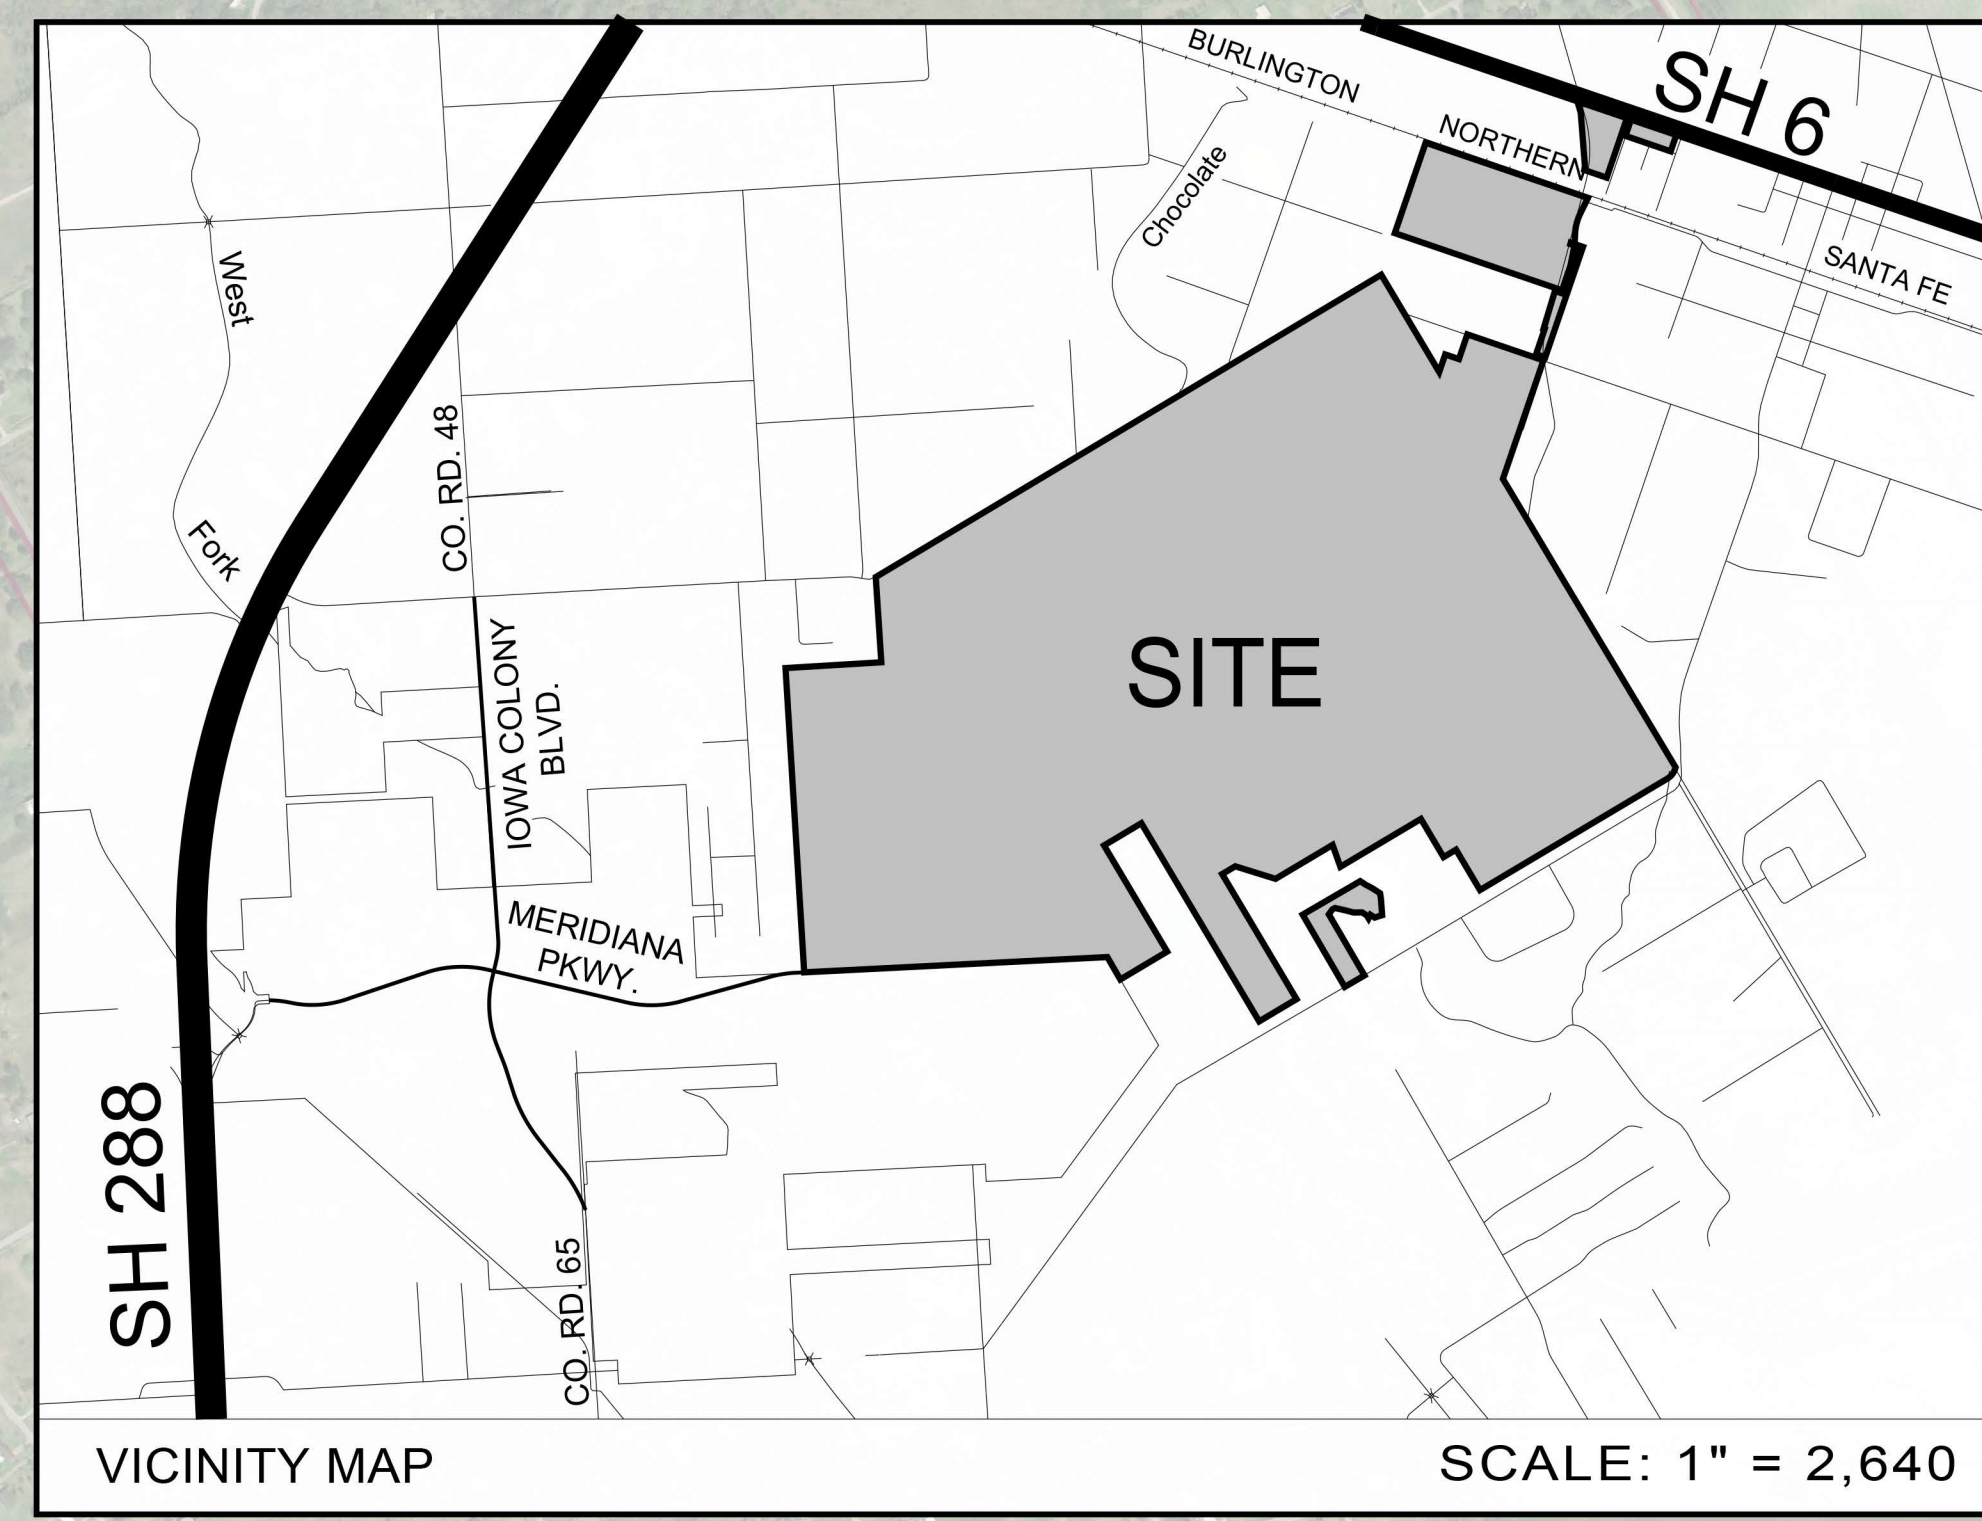 BURLINGTON
NORTHERN
SANTA FE
SH 6
Chocolate
West
Fork
CO. RD. 48
IOWA COLONY
BLVD.
SITE
MERIDIANA
PKWY.
SH 288
CO. RD. 65
VICINITY MAP
SCALE: 1" = 2,640